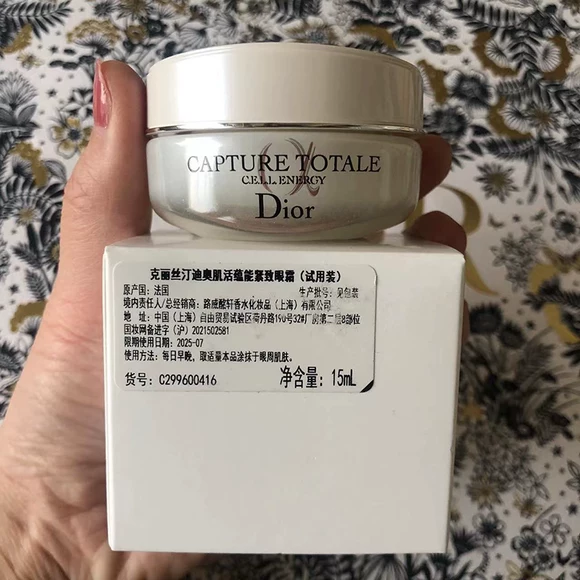 CAPTURE TOTALE
C.E.L.L. ENERGY
Dior
克丽丝汀迪奥肌活蕴能紧致眼霜（试用装）
原产国：法国 生产批号：见包装
境内责任人/总经销商：路威酩轩香水化妆品（上海）有限公司
地 址：中国（上海）自由贸易试验区荷丹路190号32#厂房第二层B部位
国妆网备进字（沪）2021502581
限期使用日期：2025-07
使用方法：每日早晚，取适量本品涂抹于眼周肌肤。
货号：C299600416 净含量：15mL